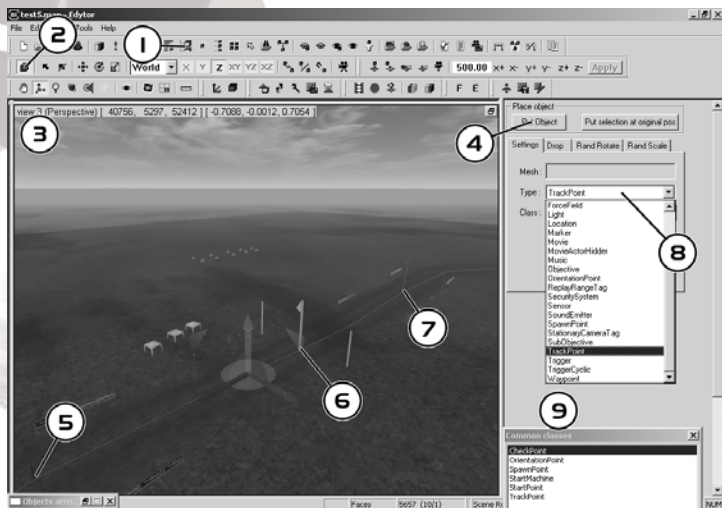 test5.map - Edytor
File Tools Help
1
2
World X Y Z XY YZ XZ 500.00 x+ x- y+ y- z+ z- Apply
F E
view 3 (Perspective) [ 40756, 5297, 52412 ] [ -0.7088, -0.0012, 0.7054 ]
3
Place object
Put Object Put selection at original pos
4
Settings Drop Rand Rotate Rand Scale
Mesh :
Type : TrackPoint
Class :
ForceField
Light
Location
Marker
Movie
MovieActorHidder
Music
Objective
OrientationPoint
ReplayRangeTag
SecuritySystem
Sensor
SoundEmitter
SpawnPoint
StationaryCameraTag
SubObjective
TrackPoint
Trigger
TriggerCyclic
Waypoint
8
7
6
5
9
Common classes
CheckPoint
OrientationPoint
SpawnPoint
StartMachine
StartPoint
TrackPoint
Objects attri...
Faces 5657 (10/1) Scene NUM